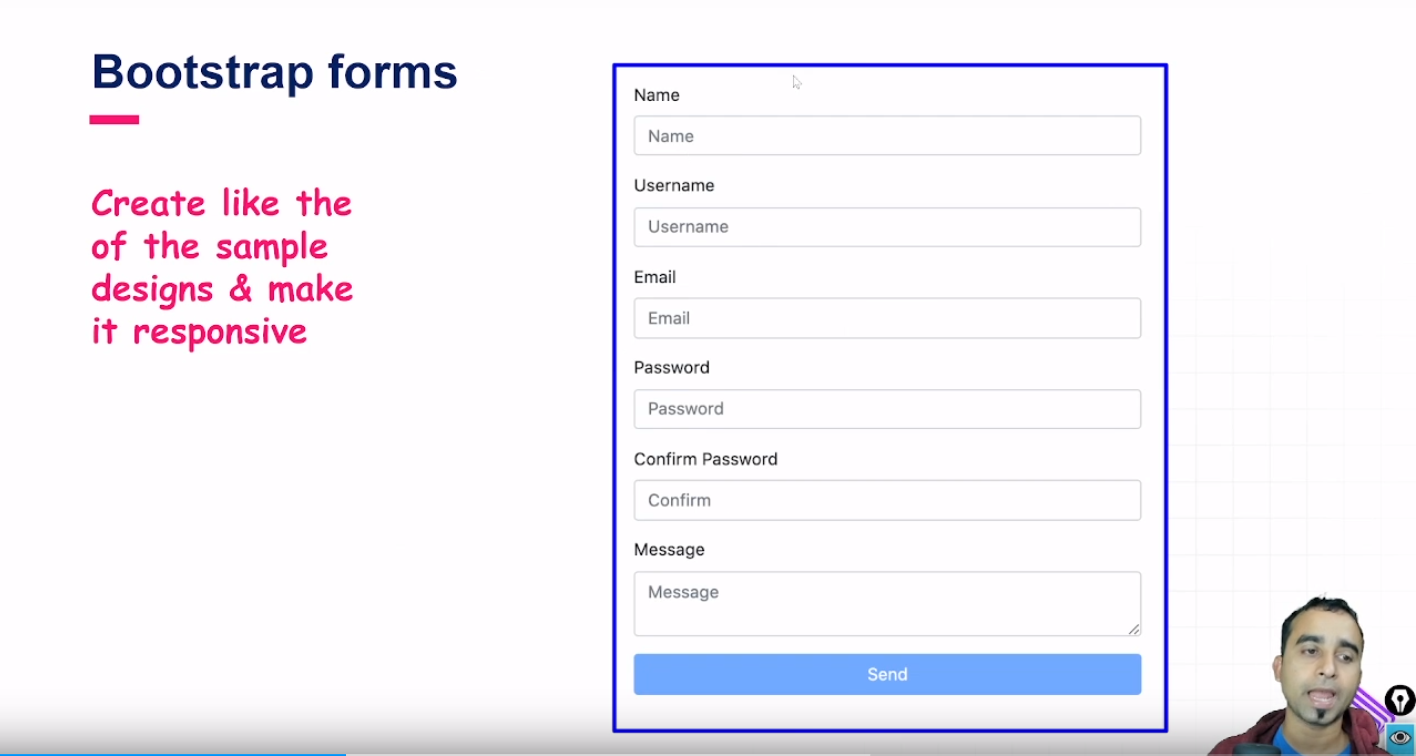 Bootstrap forms
Create like the
of the sample
designs & make
it responsive
Name
Name
Username
Username
Email
Email
Password
Password
Confirm Password
Confirm
Message
Message
Send